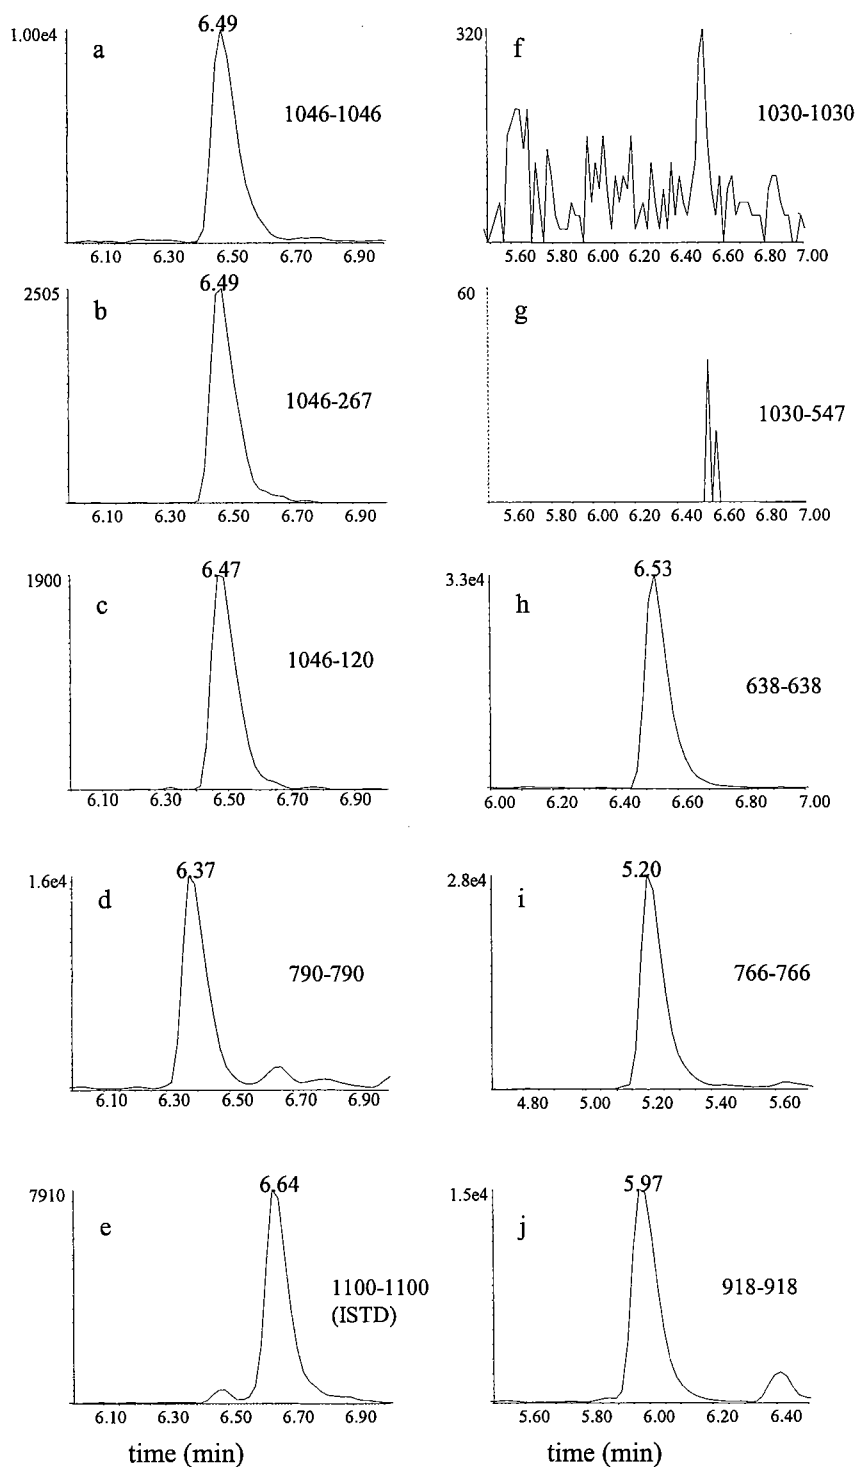 1.00e4
a
6.49
1046-1046
6.10 6.30 6.50 6.70 6.90
2505
b
6.49
1046-267
6.10 6.30 6.50 6.70 6.90
1900
c
6.47
1046-120
6.10 6.30 6.50 6.70 6.90
1.6e4
d
6.37
790-790
6.10 6.30 6.50 6.70 6.90
7910
e
6.64
1100-1100
(ISTD)
6.10 6.30 6.50 6.70 6.90
time (min)
320
f
1030-1030
5.60 5.80 6.00 6.20 6.40 6.60 6.80 7.00
60
g
1030-547
5.60 5.80 6.00 6.20 6.40 6.60 6.80 7.00
3.3e4
h
6.53
638-638
6.00 6.20 6.40 6.60 6.80 7.00
2.8e4
i
5.20
766-766
4.80 5.00 5.20 5.40 5.60
1.5e4
j
5.97
918-918
5.60 5.80 6.00 6.20 6.40
time (min)